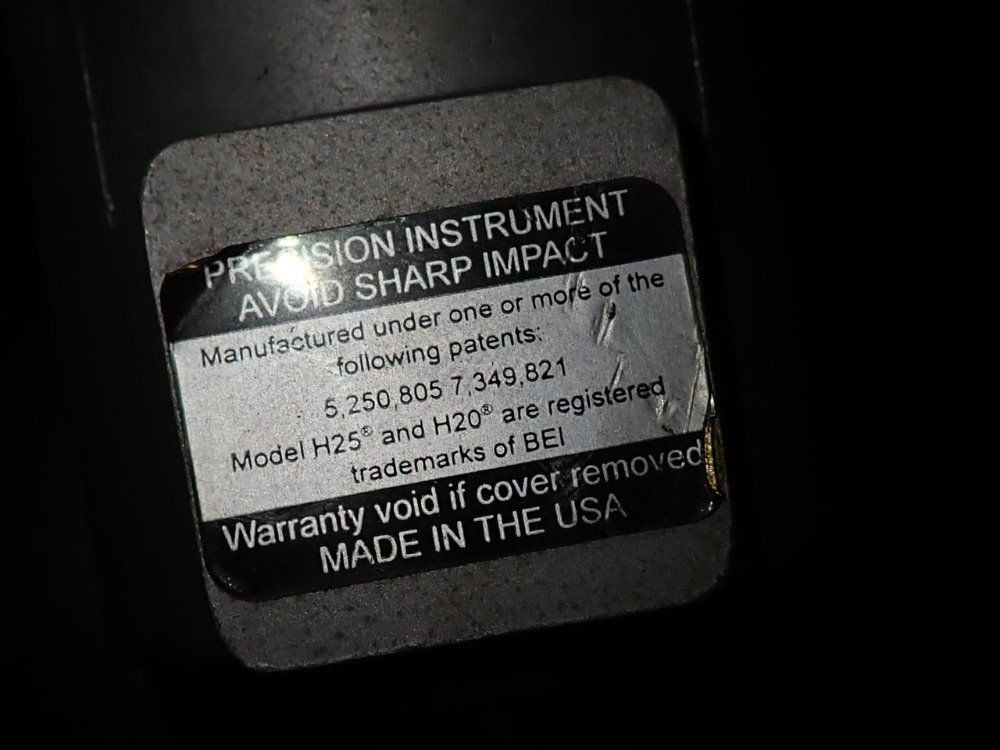 PRECISION INSTRUMENT
AVOID SHARP IMPACT
Manufactured under one or more of the
following patents:
5,250,805 7,349,821
Model H25® and H20® are registered
trademarks of BEI
Warranty void if cover removed
MADE IN THE USA